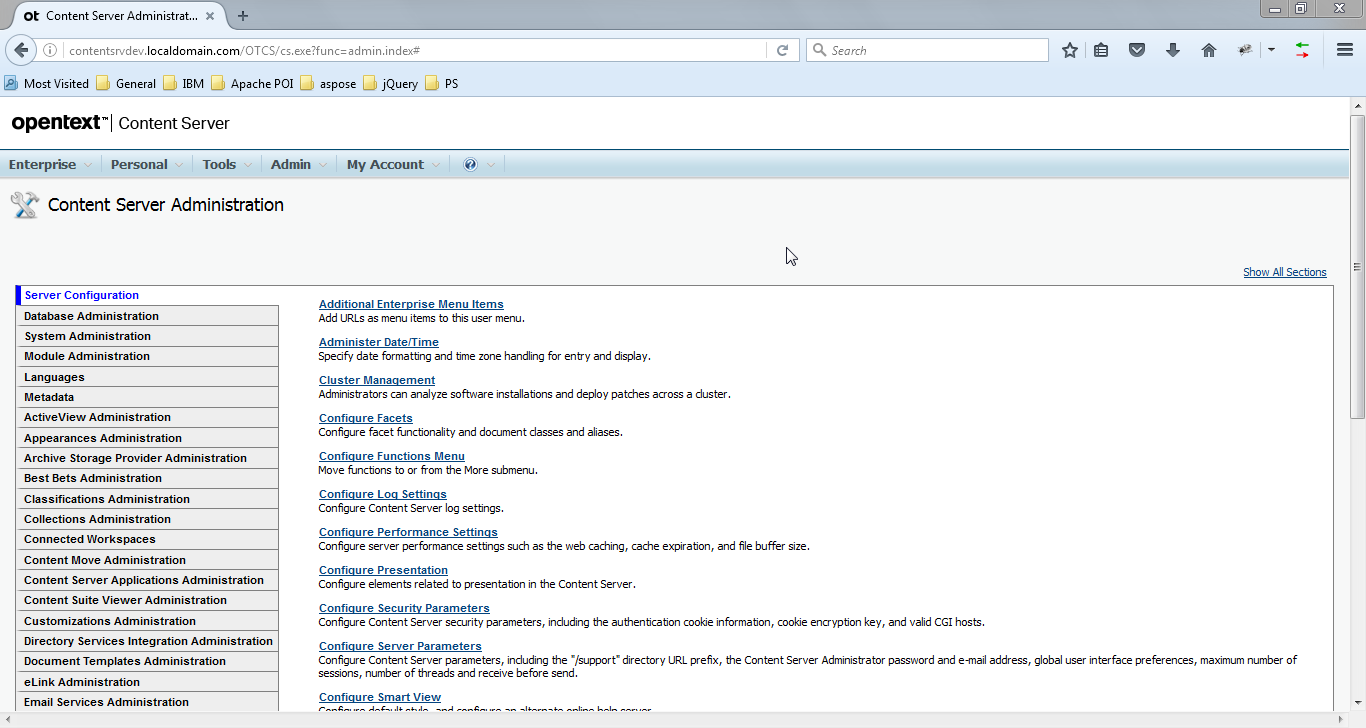 ot Content Server Administrat... × +
contentsrvdev.localdomain.com/OTCS/cs.exe?func=admin.index#
Search
Most Visited General IBM Apache POI aspose jQuery PS
opentext™ | Content Server
Enterprise Personal Tools Admin My Account ?
Content Server Administration
Show All Sections
Server Configuration
Database Administration
System Administration
Module Administration
Languages
Metadata
ActiveView Administration
Appearances Administration
Archive Storage Provider Administration
Best Bets Administration
Classifications Administration
Collections Administration
Connected Workspaces
Content Move Administration
Content Server Applications Administration
Content Suite Viewer Administration
Customizations Administration
Directory Services Integration Administration
Document Templates Administration
eLink Administration
Email Services Administration
Additional Enterprise Menu Items
Add URLs as menu items to this user menu.
Administer Date/Time
Specify date formatting and time zone handling for entry and display.
Cluster Management
Administrators can analyze software installations and deploy patches across a cluster.
Configure Facets
Configure facet functionality and document classes and aliases.
Configure Functions Menu
Move functions to or from the More submenu.
Configure Log Settings
Configure Content Server log settings.
Configure Performance Settings
Configure server performance settings such as the web caching, cache expiration, and file buffer size.
Configure Presentation
Configure elements related to presentation in the Content Server.
Configure Security Parameters
Configure Content Server security parameters, including the authentication cookie information, cookie encryption key, and valid CGI hosts.
Configure Server Parameters
Configure Content Server parameters, including the "/support" directory URL prefix, the Content Server Administrator password and e-mail address, global user interface preferences, maximum number of
sessions, number of threads and receive before send.
Configure Smart View
Configure default style, and configure an alternate online help server.